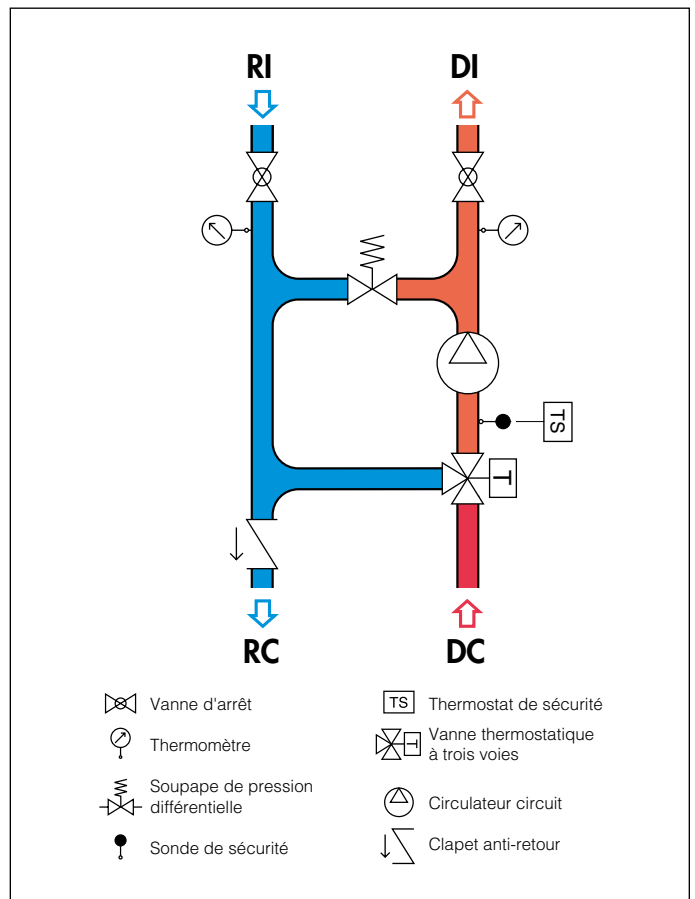 RI DI
TS
T
RC DC
Vanne d'arrêt
Thermomètre
Soupape de pression
différentielle
Sonde de sécurité
TS Thermostat de sécurité
T Vanne thermostatique
à trois voies
Circulateur circuit
Clapet anti-retour